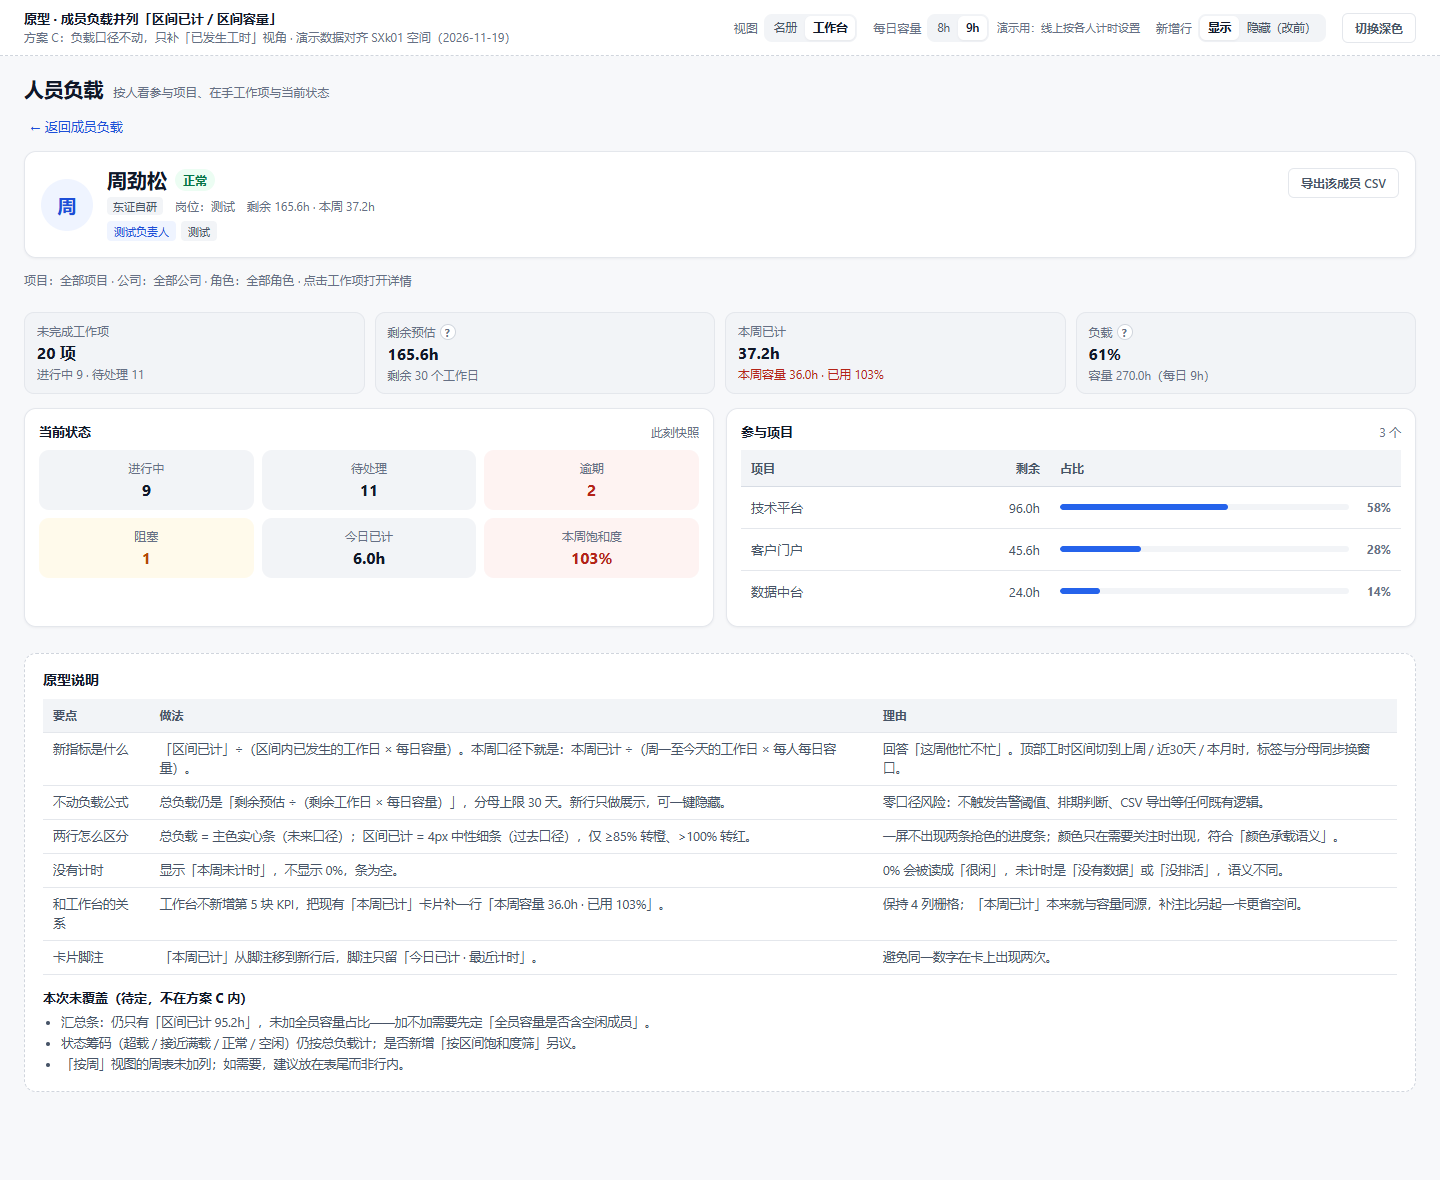 原型 · 成员负载并列「区间已计 / 区间容量」
方案 C：负载口径不动，只补「已发生工时」视角 · 演示数据对齐 SXk01 空间（2026-11-19）
视图 名册 工作台 每日容量 8h 9h 演示用：线上按各人计时设置 新增行 显示 隐藏（改前） 切换深色
人员负载 按人看参与项目、在手工作项与当前状态
← 返回成员负载
周
周劲松 正常
东证自研 岗位：测试 剩余 165.6h · 本周 37.2h
测试负责人 测试
导出该成员 CSV
项目：全部项目 · 公司：全部公司 · 角色：全部角色 · 点击工作项打开详情
未完成工作项
20 项
进行中 9 · 待处理 11
剩余预估 ?
165.6h
剩余 30 个工作日
本周已计
37.2h
本周容量 36.0h · 已用 103%
负载 ?
61%
容量 270.0h（每日 9h）
当前状态 此刻快照
进行中
9
待处理
11
逾期
2
阻塞
1
今日已计
6.0h
本周饱和度
103%
参与项目 3 个
项目 剩余 占比
技术平台 96.0h 58%
客户门户 45.6h 28%
数据中台 24.0h 14%
原型说明
要点 做法 理由
新指标是什么 「区间已计」÷（区间内已发生的工作日 × 每日容量）。本周口径下就是：本周已计 ÷（周一至今天的工作日 × 每人每日容
量）。
回答「这周他忙不忙」。顶部工时区间切到上周 / 近30天 / 本月时，标签与分母同步换窗
口。
不动负载公式 总负载仍是「剩余预估 ÷（剩余工作日 × 每日容量）」，分母上限 30 天。新行只做展示，可一键隐藏。 零口径风险：不触发告警阈值、排期判断、CSV 导出等任何既有逻辑。
两行怎么区分 总负载 = 主色实心条（未来口径）；区间已计 = 4px 中性细条（过去口径），仅 ≥85% 转橙、>100% 转红。 一屏不出现两条抢色的进度条；颜色只在需要关注时出现，符合「颜色承载语义」。
没有计时 显示「本周未计时」，不显示 0%，条为空。 0% 会被读成「很闲」，未计时是「没有数据」或「没排活」，语义不同。
和工作台的关
系
工作台不新增第 5 块 KPI，把现有「本周已计」卡片补一行「本周容量 36.0h · 已用 103%」。 保持 4 列栅格；「本周已计」本来就与容量同源，补注比另起一卡更省空间。
卡片脚注 「本周已计」从脚注移到新行后，脚注只留「今日已计 · 最近计时」。 避免同一数字在卡上出现两次。
本次未覆盖（待定，不在方案 C 内）
• 汇总条：仍只有「区间已计 95.2h」，未加全员容量占比——加不加需要先定「全员容量是否含空闲成员」。
• 状态筹码（超载 / 接近满载 / 正常 / 空闲）仍按总负载计；是否新增「按区间饱和度筛」另议。
• 「按周」视图的周表未加列；如需要，建议放在表尾而非行内。